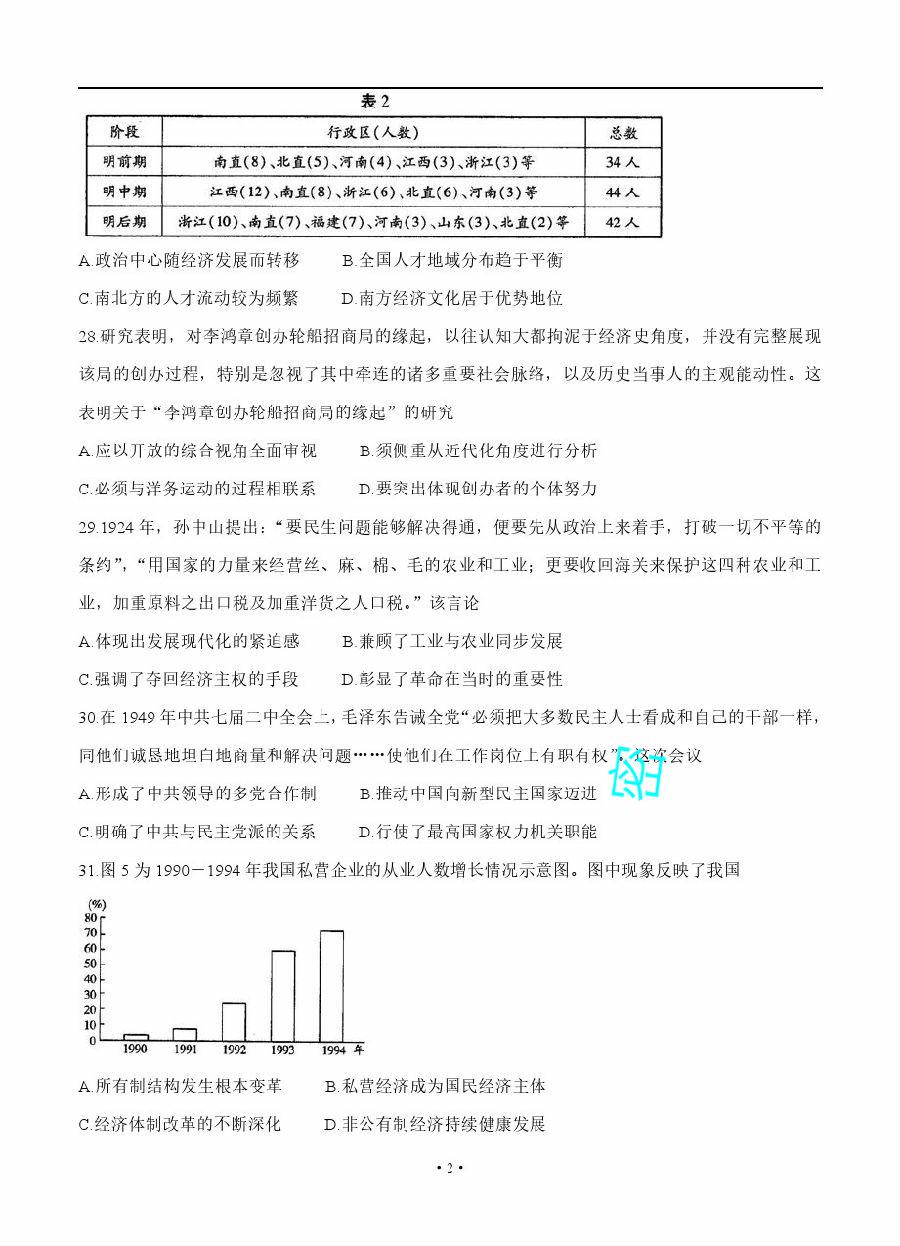 表 2
阶段 行政区(人数) 总数
明前期 南直(8)、北直(5)、河南(4)、江西(3)、浙江(3)等 34 人
明中期 江西(12)、南直(8)、浙江(6)、北直(6)、河南(3)等 44 人
明后期 浙江(10)、南直(7)、福建(7)、河南(3)、山东(3)、北直(2)等 42 人
A.政治中心随经济发展而转移 B.全国人才地域分布趋于平衡
C.南北方的人才流动较为频繁 D.南方经济文化居于优势地位
28.研究表明，对李鸿章创办轮船招商局的缘起，以往认知大都拘泥于经济史角度，并没有完整展现
该局的创办过程，特别是忽视了其中牵连的诸多重要社会脉络，以及历史当事人的主观能动性。这
表明关于“李鸿章创办轮船招商局的缘起”的研究
A.应以开放的综合视角全面审视 B.须侧重从近代化角度进行分析
C.必须与洋务运动的过程相联系 D.要突出体现创办者的个体努力
29.1924 年，孙中山提出：“要民生问题能够解决得通，便要先从政治上来着手，打破一切不平等的
条约”，“用国家的力量来经营丝、麻、棉、毛的农业和工业；更要收回海关来保护这四种农业和工
业，加重原料之出口税及加重洋货之人口税。”该言论
A.体现出发展现代化的紧迫感 B.兼顾了工业与农业同步发展
C.强调了夺回经济主权的手段 D.彰显了革命在当时的重要性
30.在 1949 年中共七届二中全会上，毛泽东告诫全党“必须把大多数民主人士看成和自己的干部一样，
同他们诚恳地坦白地商量和解决问题……使他们在工作岗位上有职有权”。这次会议
A.形成了中共领导的多党合作制 B.推动中国向新型民主国家迈进
C.明确了中共与民主党派的关系 D.行使了最高国家权力机关职能
31.图 5 为 1990－1994 年我国私营企业的从业人数增长情况示意图。图中现象反映了我国
(%)
80
70
60
50
40
30
20
10
0
1990 1991 1992 1993 1994 年
A.所有制结构发生根本变革 B.私营经济成为国民经济主体
C.经济体制改革的不断深化 D.非公有制经济持续健康发展
· 2 ·